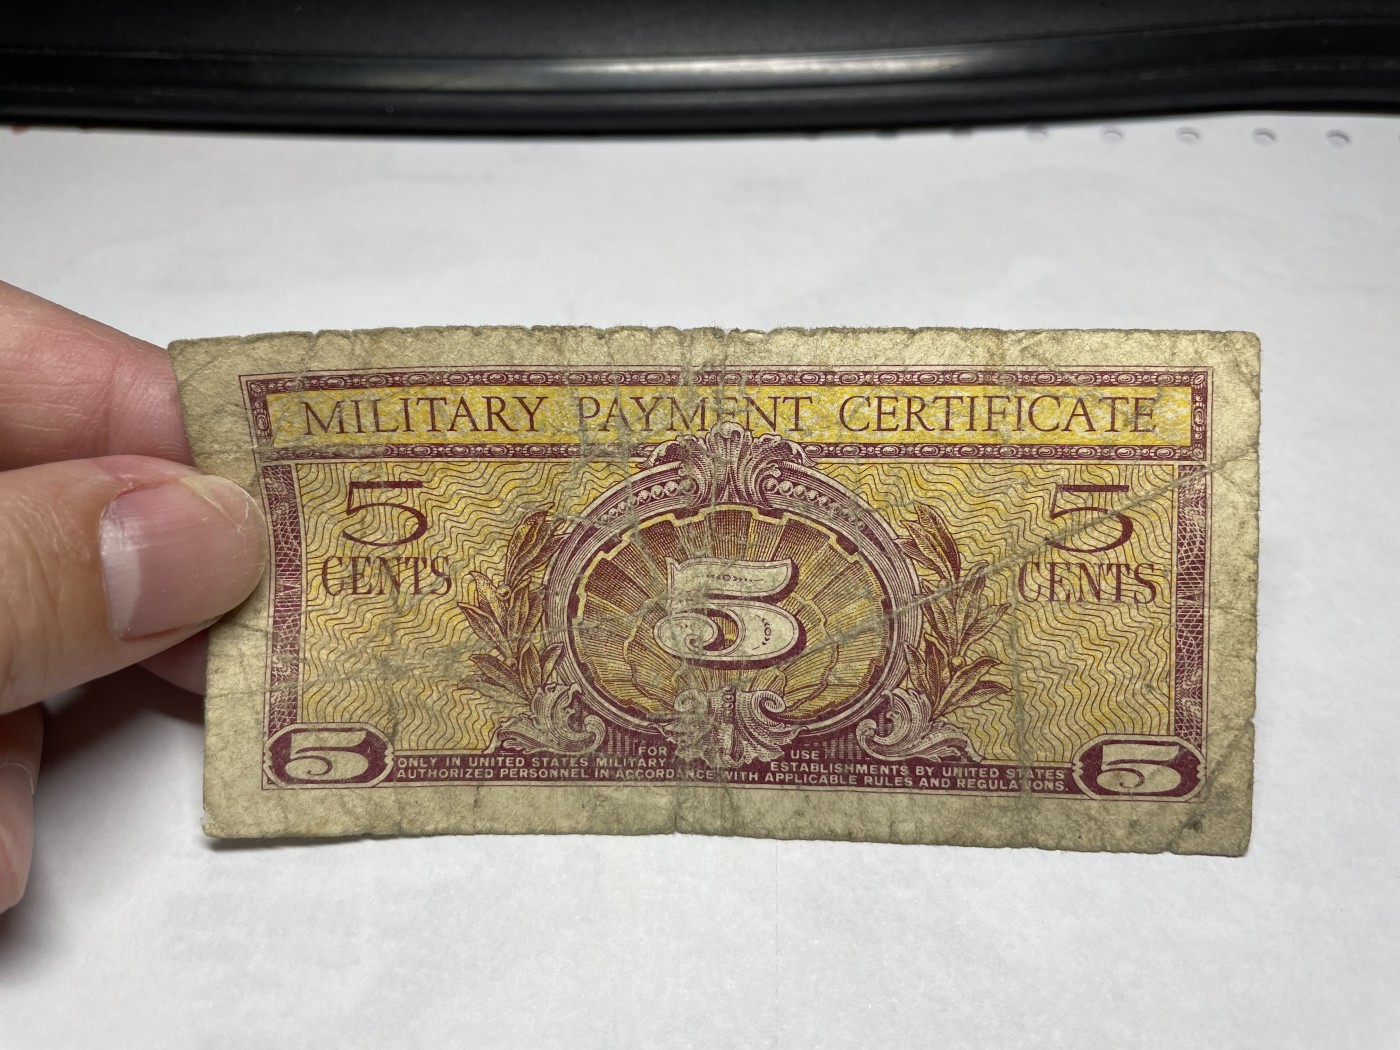 MILITARY PAYMENT CERTIFICATE
5 5
CENTS CENTS
5
5 5
FOR USE
ONLY IN UNITED STATES MILITARY ESTABLISHMENTS BY UNITED STATES
AUTHORIZED PERSONNEL IN ACCORDANCE WITH APPLICABLE RULES AND REGULATIONS.